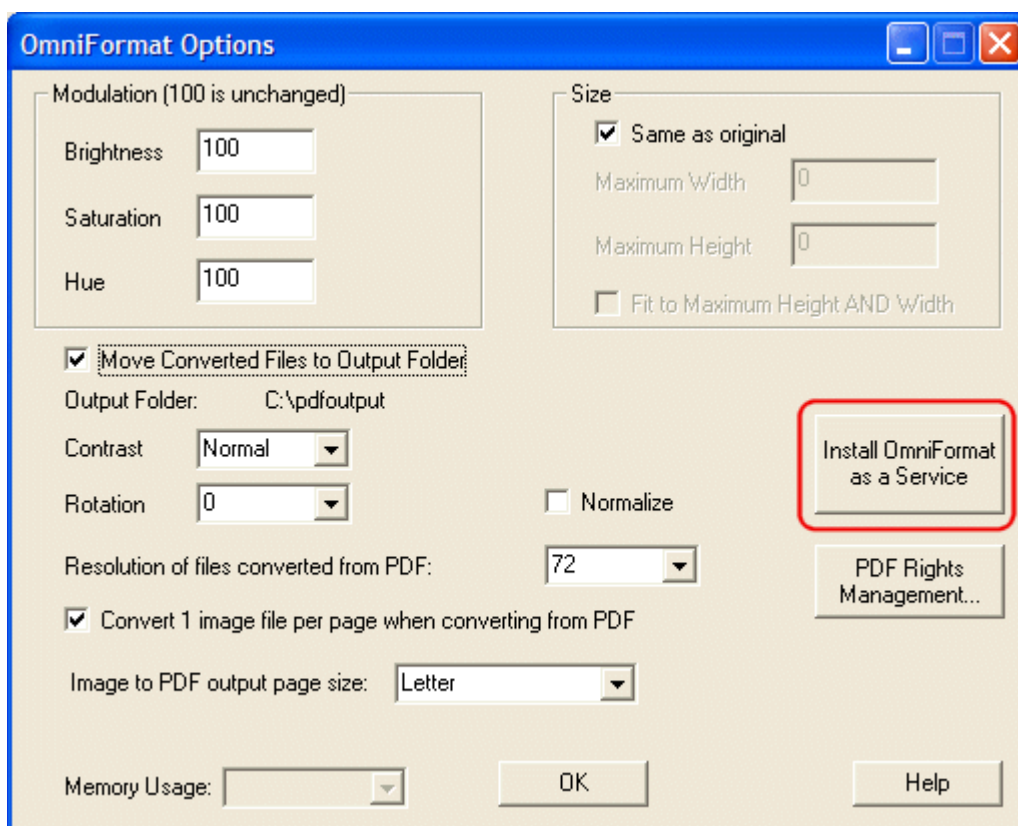 OmniFormat Options
Modulation (100 is unchanged)
Brightness 100
Saturation 100
Hue 100
Size
Same as original
Maximum Width 0
Maximum Height 0
Fit to Maximum Height AND Width
Move Converted Files to Output Folder
Output Folder: C:\pdfoutput
Contrast Normal
Rotation 0
Normalize
Install OmniFormat
as a Service
Resolution of files converted from PDF: 72
PDF Rights
Management...
Convert 1 image file per page when converting from PDF
Image to PDF output page size: Letter
Memory Usage:
OK
Help